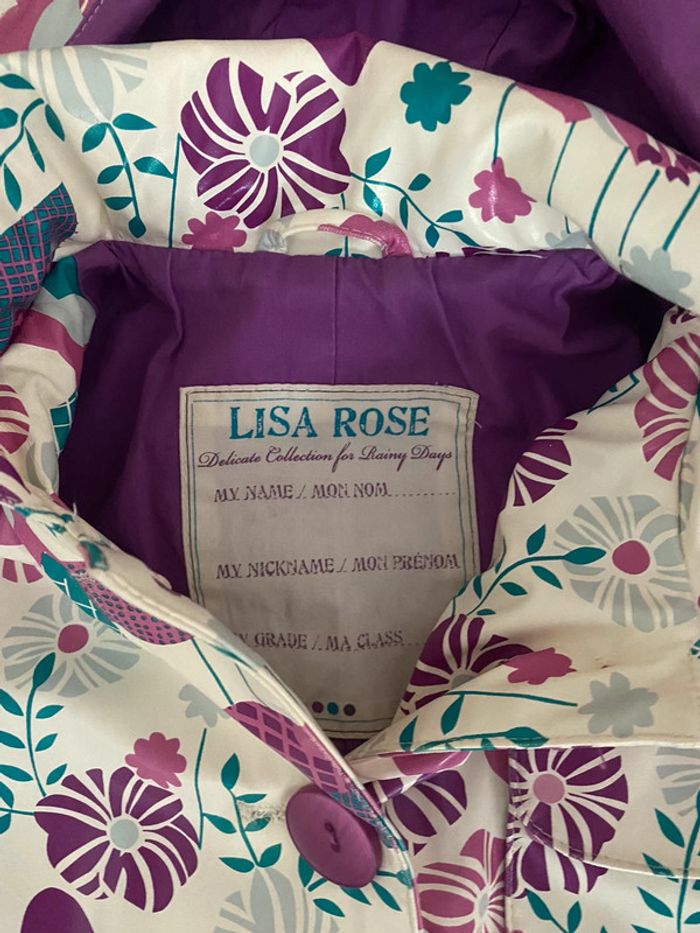 LISA ROSE
Delicate Collection for Rainy Days
MY NAME / MON NOM..........
MY NICKNAME / MON PRÉNOM
GRADE / MA CLASS.....